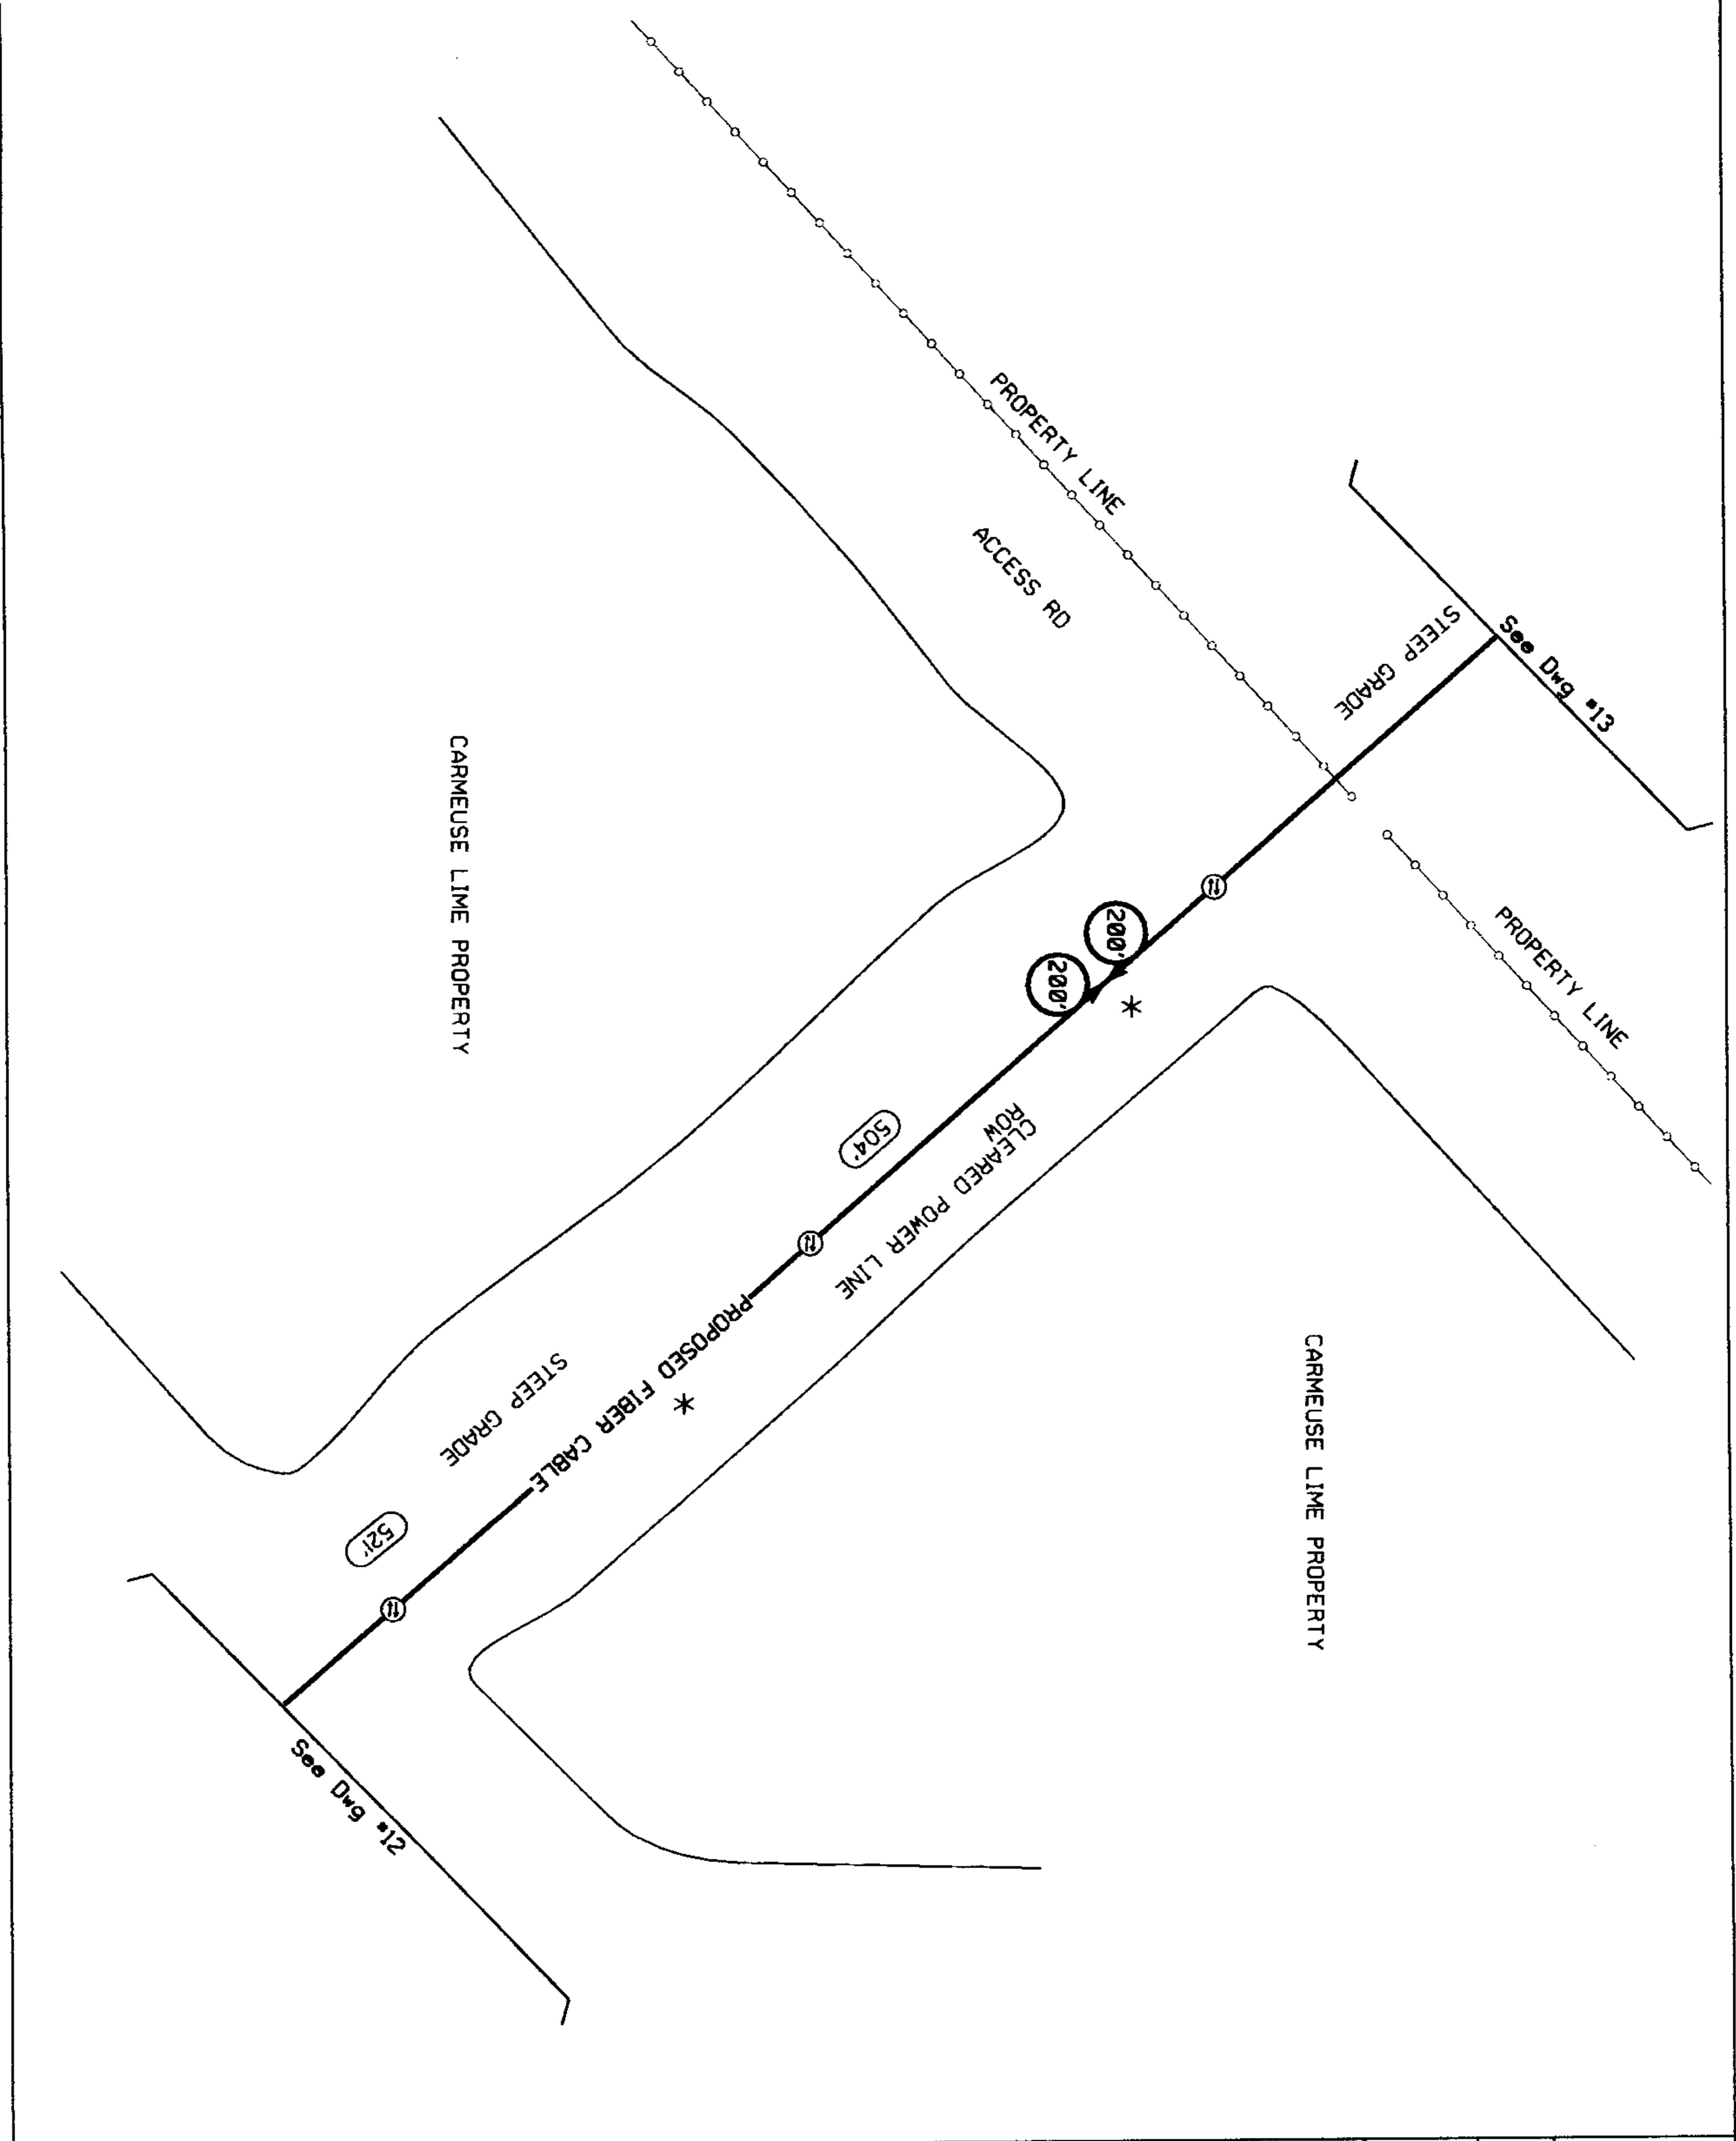 PROPERTY LINE
ACCESS RD
STEEP GRADE
See Dwg #13
PROPERTY LINE
CARMEUSE LIME PROPERTY
200'
200'
*
504'
CLEARED POWER LINE
ROW
PROPOSED FIBER CABLE
*
STEEP GRADE
CARMEUSE LIME PROPERTY
521'
See Dwg #12